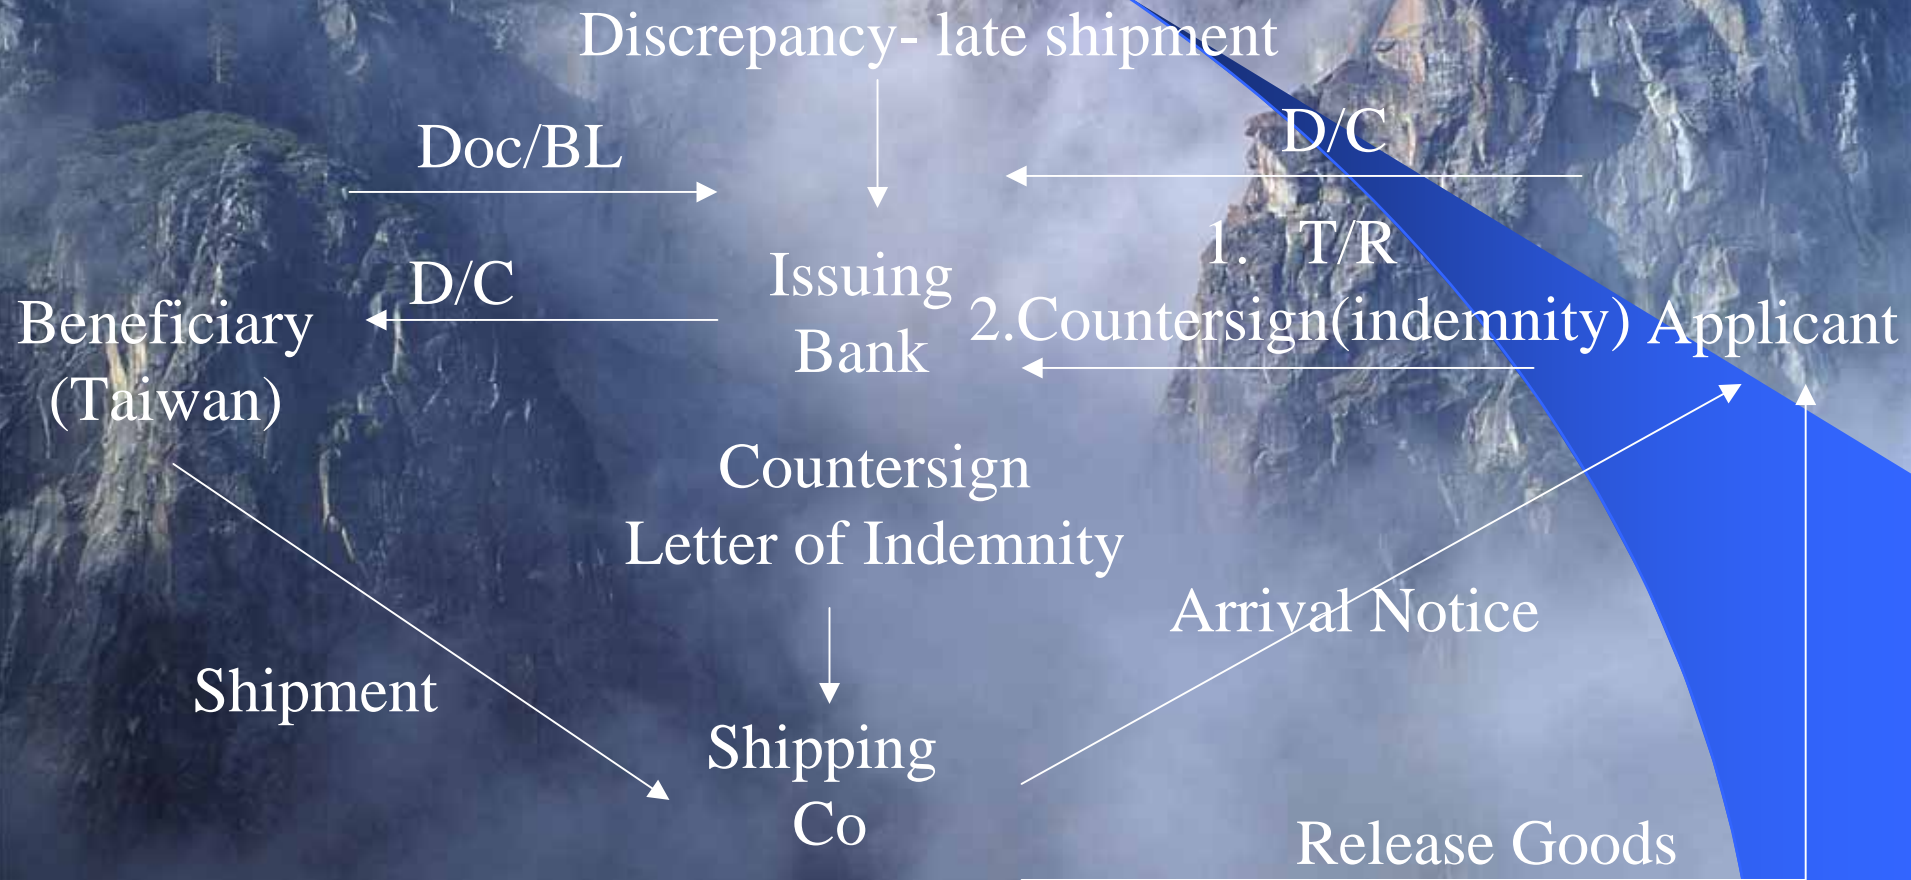 Discrepancy- late shipment
Doc/BL
D/C
1. T/R
D/C
Issuing
Bank
2.Countersign(indemnity)
Applicant
Beneficiary
(Taiwan)
Countersign
Letter of Indemnity
Arrival Notice
Shipment
Shipping
Co
Release Goods